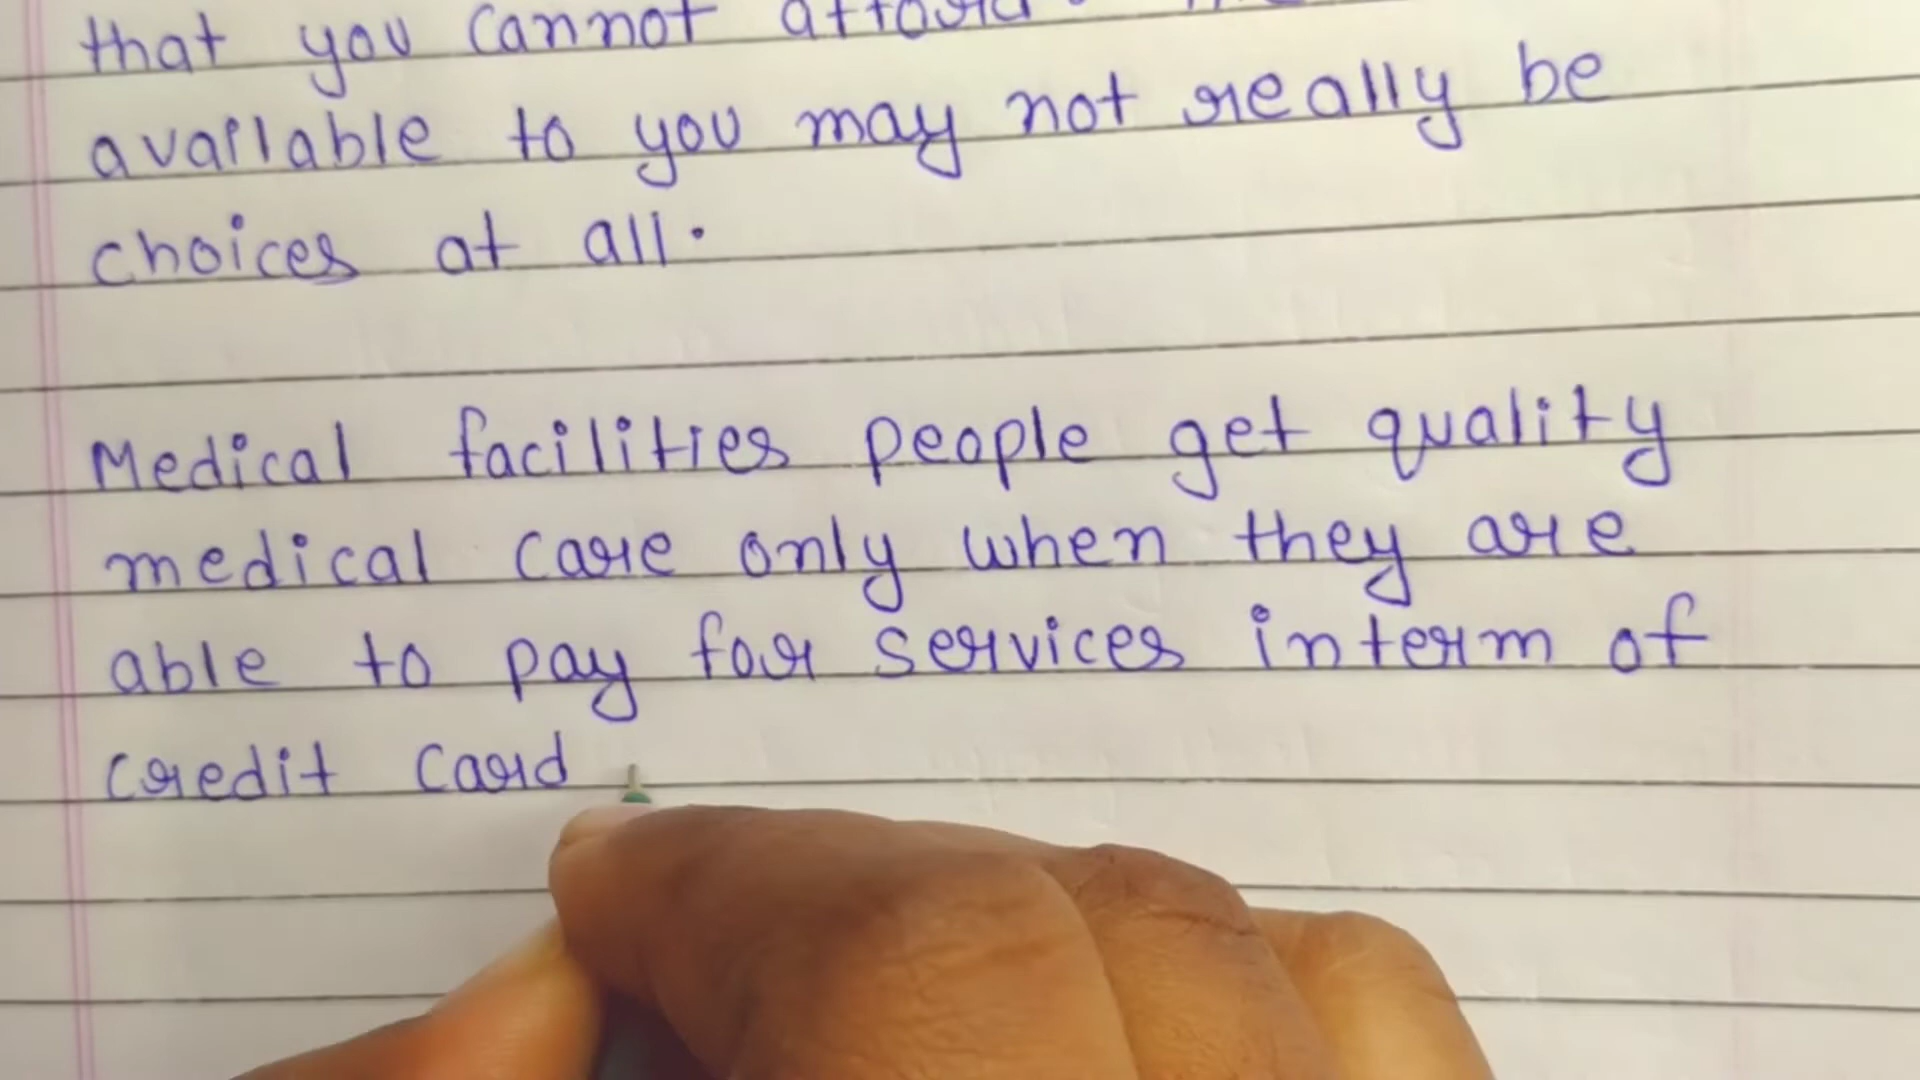 that you cannot afford.
available to you may not really be
choices at all.
Medical facilities people get quality
medical care only when they are
able to pay for services interm of
credit card